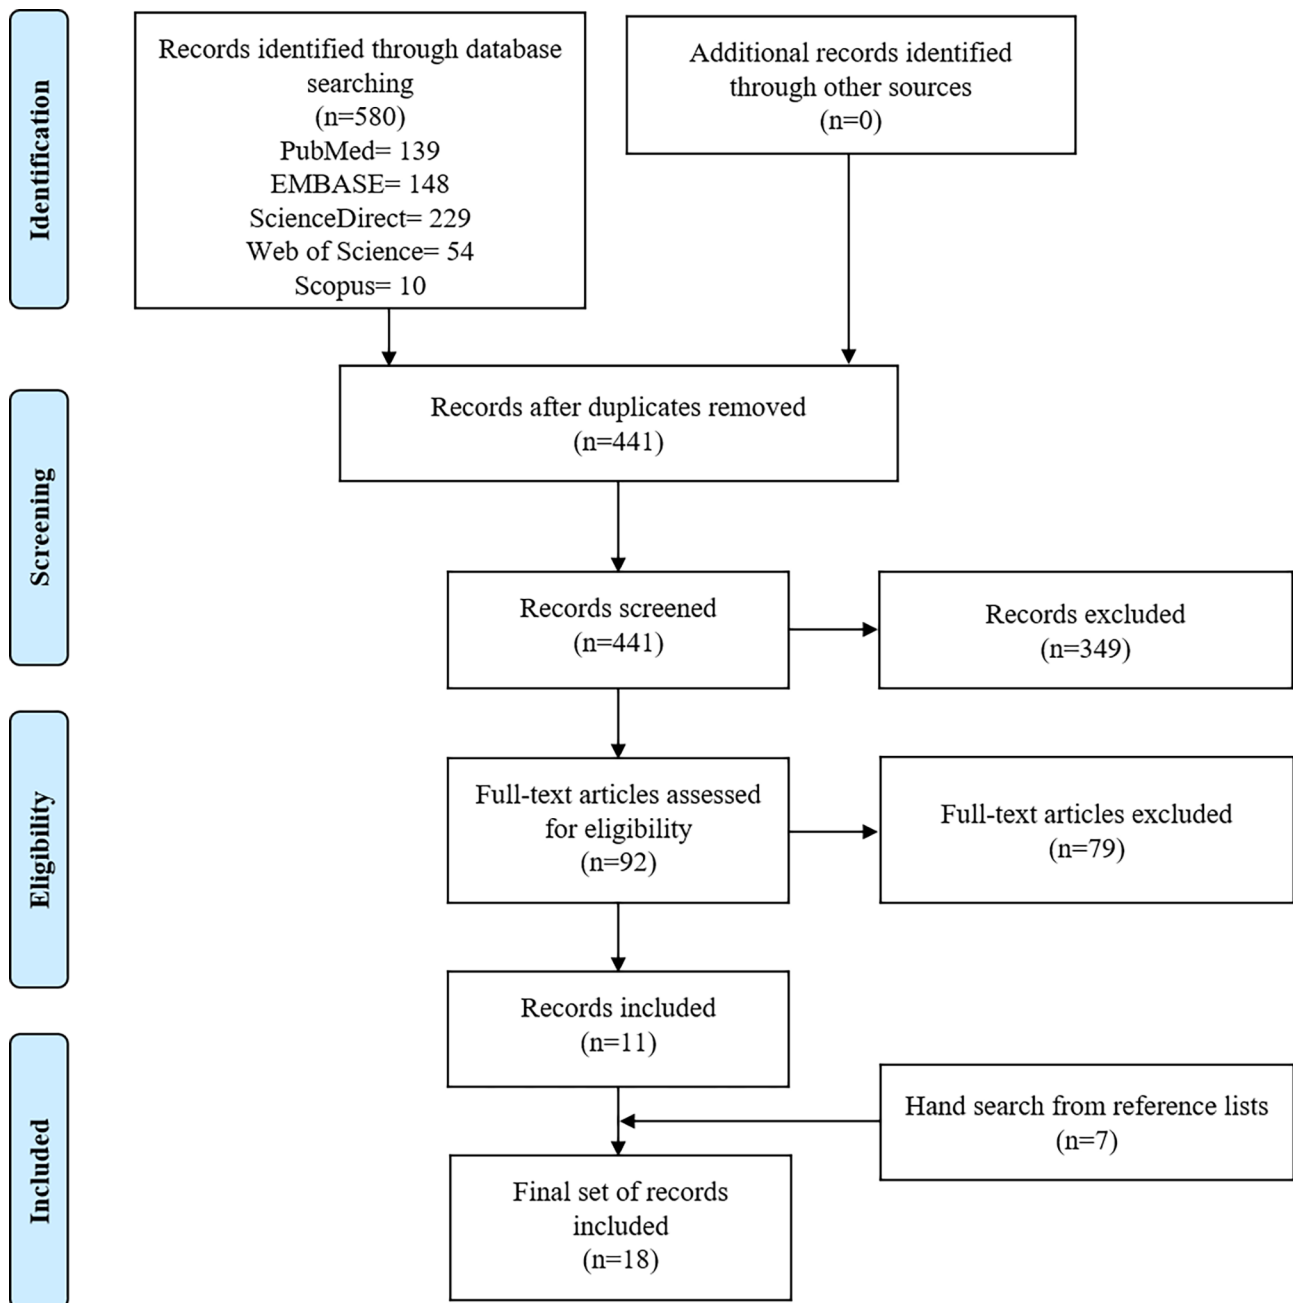 Identification
Records identified through database
searching
(n=580)
PubMed= 139
EMBASE= 148
ScienceDirect= 229
Web of Science= 54
Scopus= 10
Additional records identified
through other sources
(n=0)
Screening
Records after duplicates removed
(n=441)
Records screened
(n=441)
Records excluded
(n=349)
Eligibility
Full-text articles assessed
for eligibility
(n=92)
Full-text articles excluded
(n=79)
Records included
(n=11)
Included
Hand search from reference lists
(n=7)
Final set of records
included
(n=18)